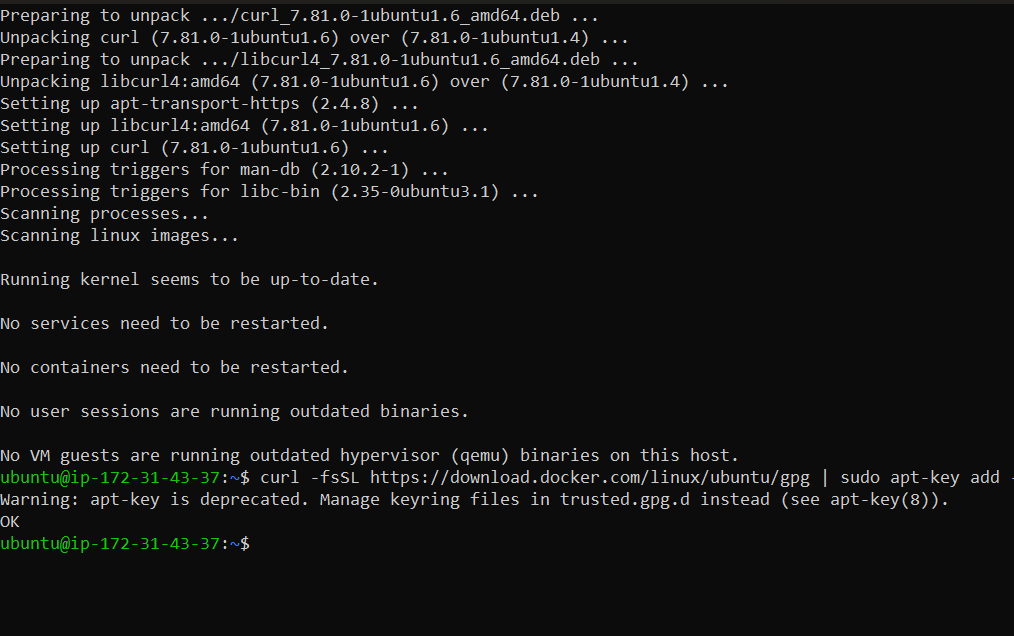 Preparing to unpack .../curl_7.81.0-1ubuntu1.6_amd64.deb ...
Unpacking curl (7.81.0-1ubuntu1.6) over (7.81.0-1ubuntu1.4) ...
Preparing to unpack .../libcurl4_7.81.0-1ubuntu1.6_amd64.deb ...
Unpacking libcurl4:amd64 (7.81.0-1ubuntu1.6) over (7.81.0-1ubuntu1.4) ...
Setting up apt-transport-https (2.4.8) ...
Setting up libcurl4:amd64 (7.81.0-1ubuntu1.6) ...
Setting up curl (7.81.0-1ubuntu1.6) ...
Processing triggers for man-db (2.10.2-1) ...
Processing triggers for libc-bin (2.35-0ubuntu3.1) ...
Scanning processes...
Scanning linux images...
Running kernel seems to be up-to-date.
No services need to be restarted.
No containers need to be restarted.
No user sessions are running outdated binaries.
No VM guests are running outdated hypervisor (qemu) binaries on this host.
ubuntu@ip-172-31-43-37:~$ curl -fsSL https://download.docker.com/linux/ubuntu/gpg | sudo apt-key add -
Warning: apt-key is deprecated. Manage keyring files in trusted.gpg.d instead (see apt-key(8)).
OK
ubuntu@ip-172-31-43-37:~$